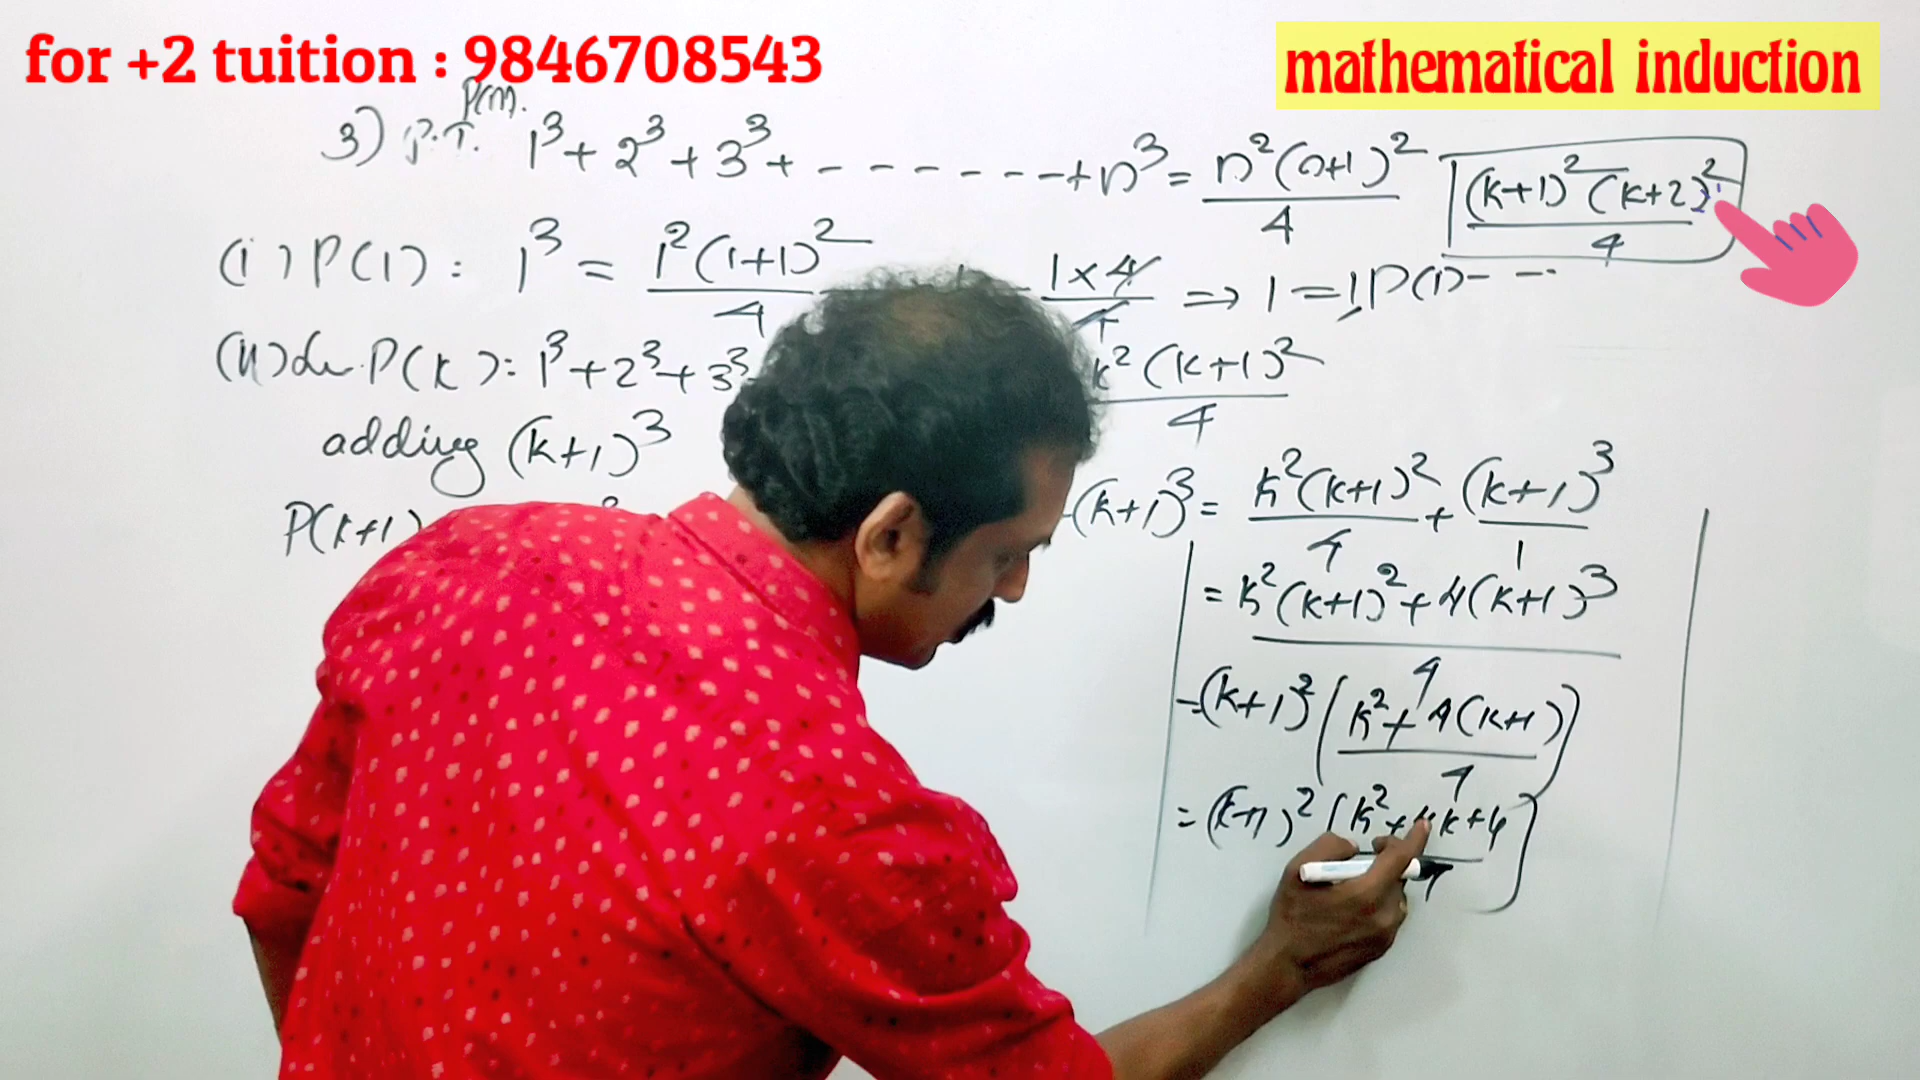 for +2 tuition : 9846708543
mathematical induction
P(n).
3) P.T. 1³ + 2³ + 3³ + - - - - - - + n³ = n²(n+1)² / 4
(k+1)² (k+2)² / 4
(i) P(1) : 1³ = 1²(1+1)² / 4 1×4 / 4 ⇒ 1 = 1, P(1) - - -
(ii) P(k) : 1³ + 2³ + 3³ k² (k+1)² / 4
adding (k+1)³
P(k+1) (k+1)³ = k²(k+1)² / 4 + (k+1)³ / 1
= k²(k+1)² + 4(k+1)³ / 4
= (k+1)² ( k² + 4(k+1) / 4 )
= (k+1)² ( k² + 4k + 4 / 4 )